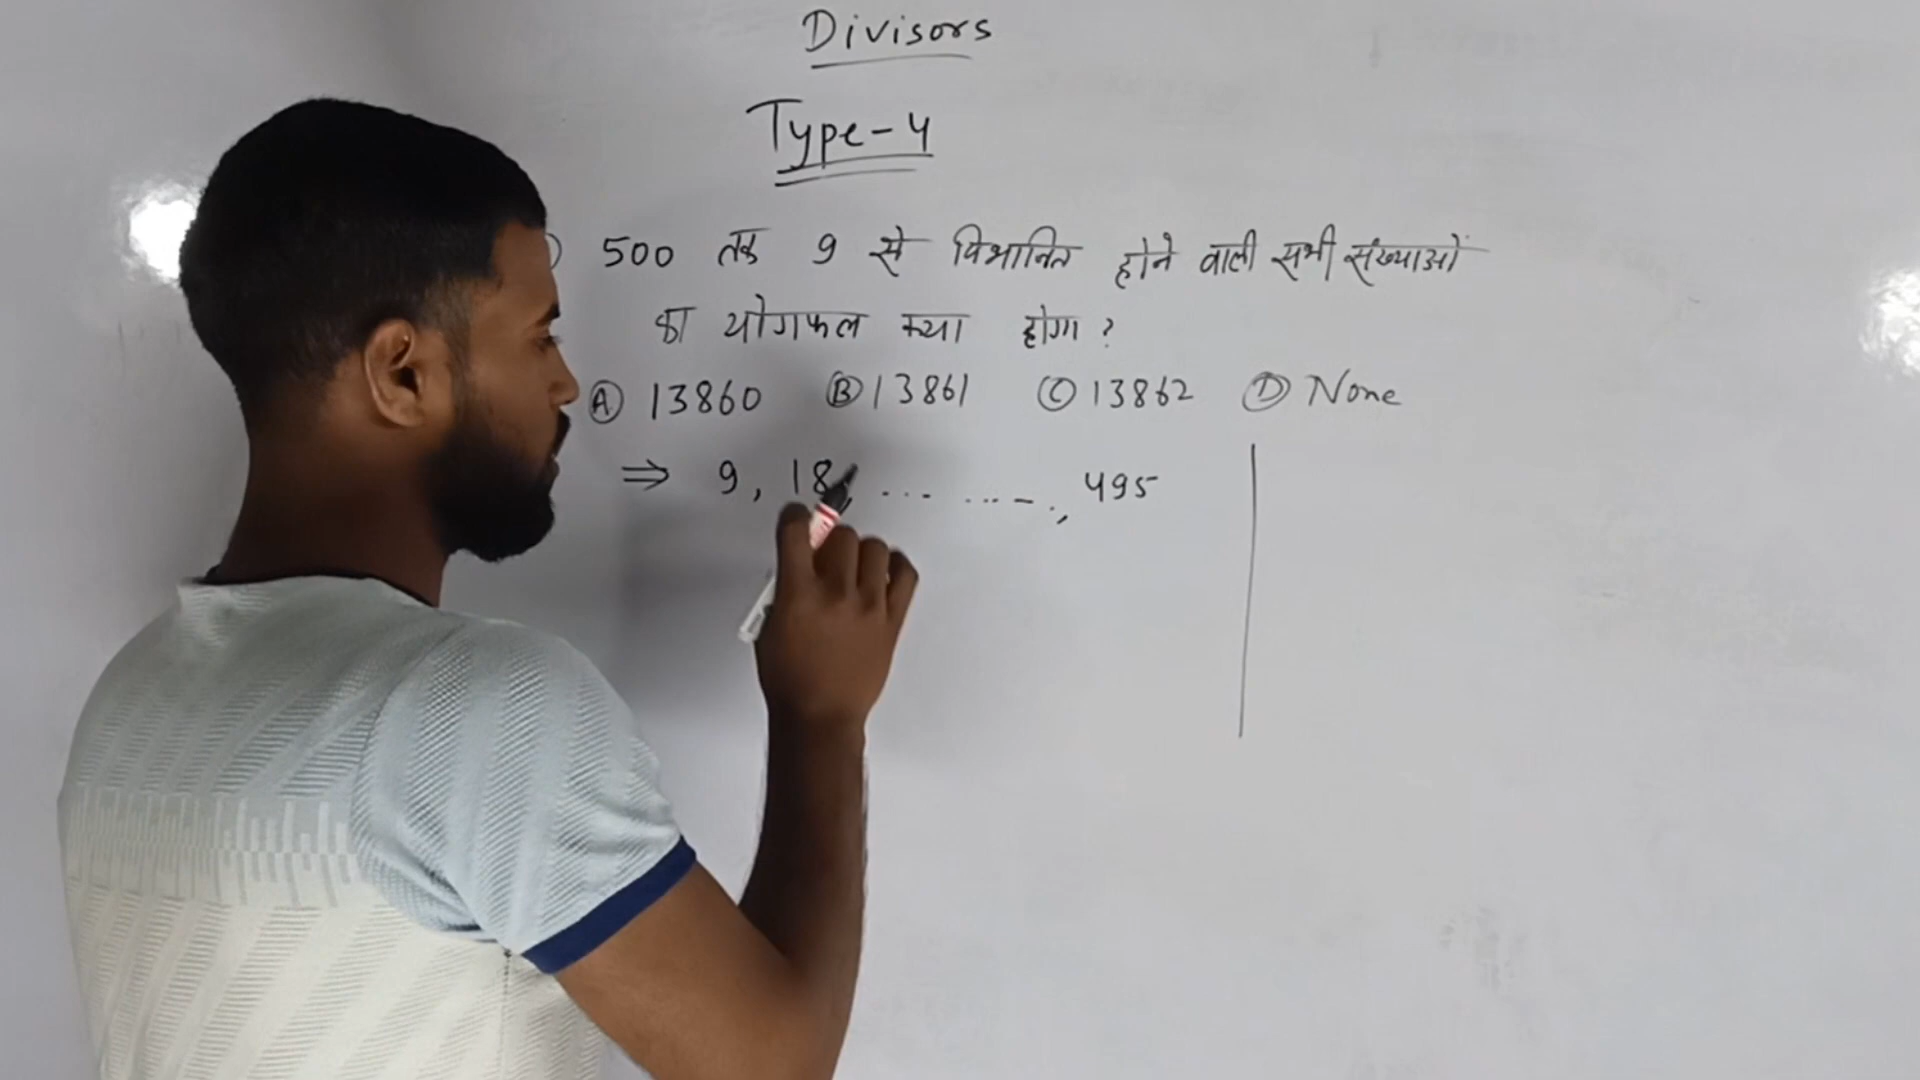 Divisors
Type-4
500 तक 9 से विभाजित होने वाली सभी संख्याओं
का योगफल क्या होगा ?
Ⓐ 13860 Ⓑ 13861 Ⓒ 13862 Ⓓ None
⇒ 9, 18, ... ... - ., 495